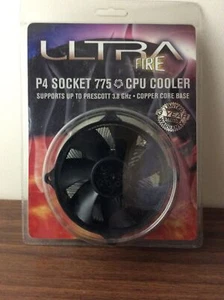 ULTRA
FIRE
P4 SOCKET 775 CPU COOLER
SUPPORTS UP TO PRESCOTT 3.8 GHz • COPPER CORE BASE